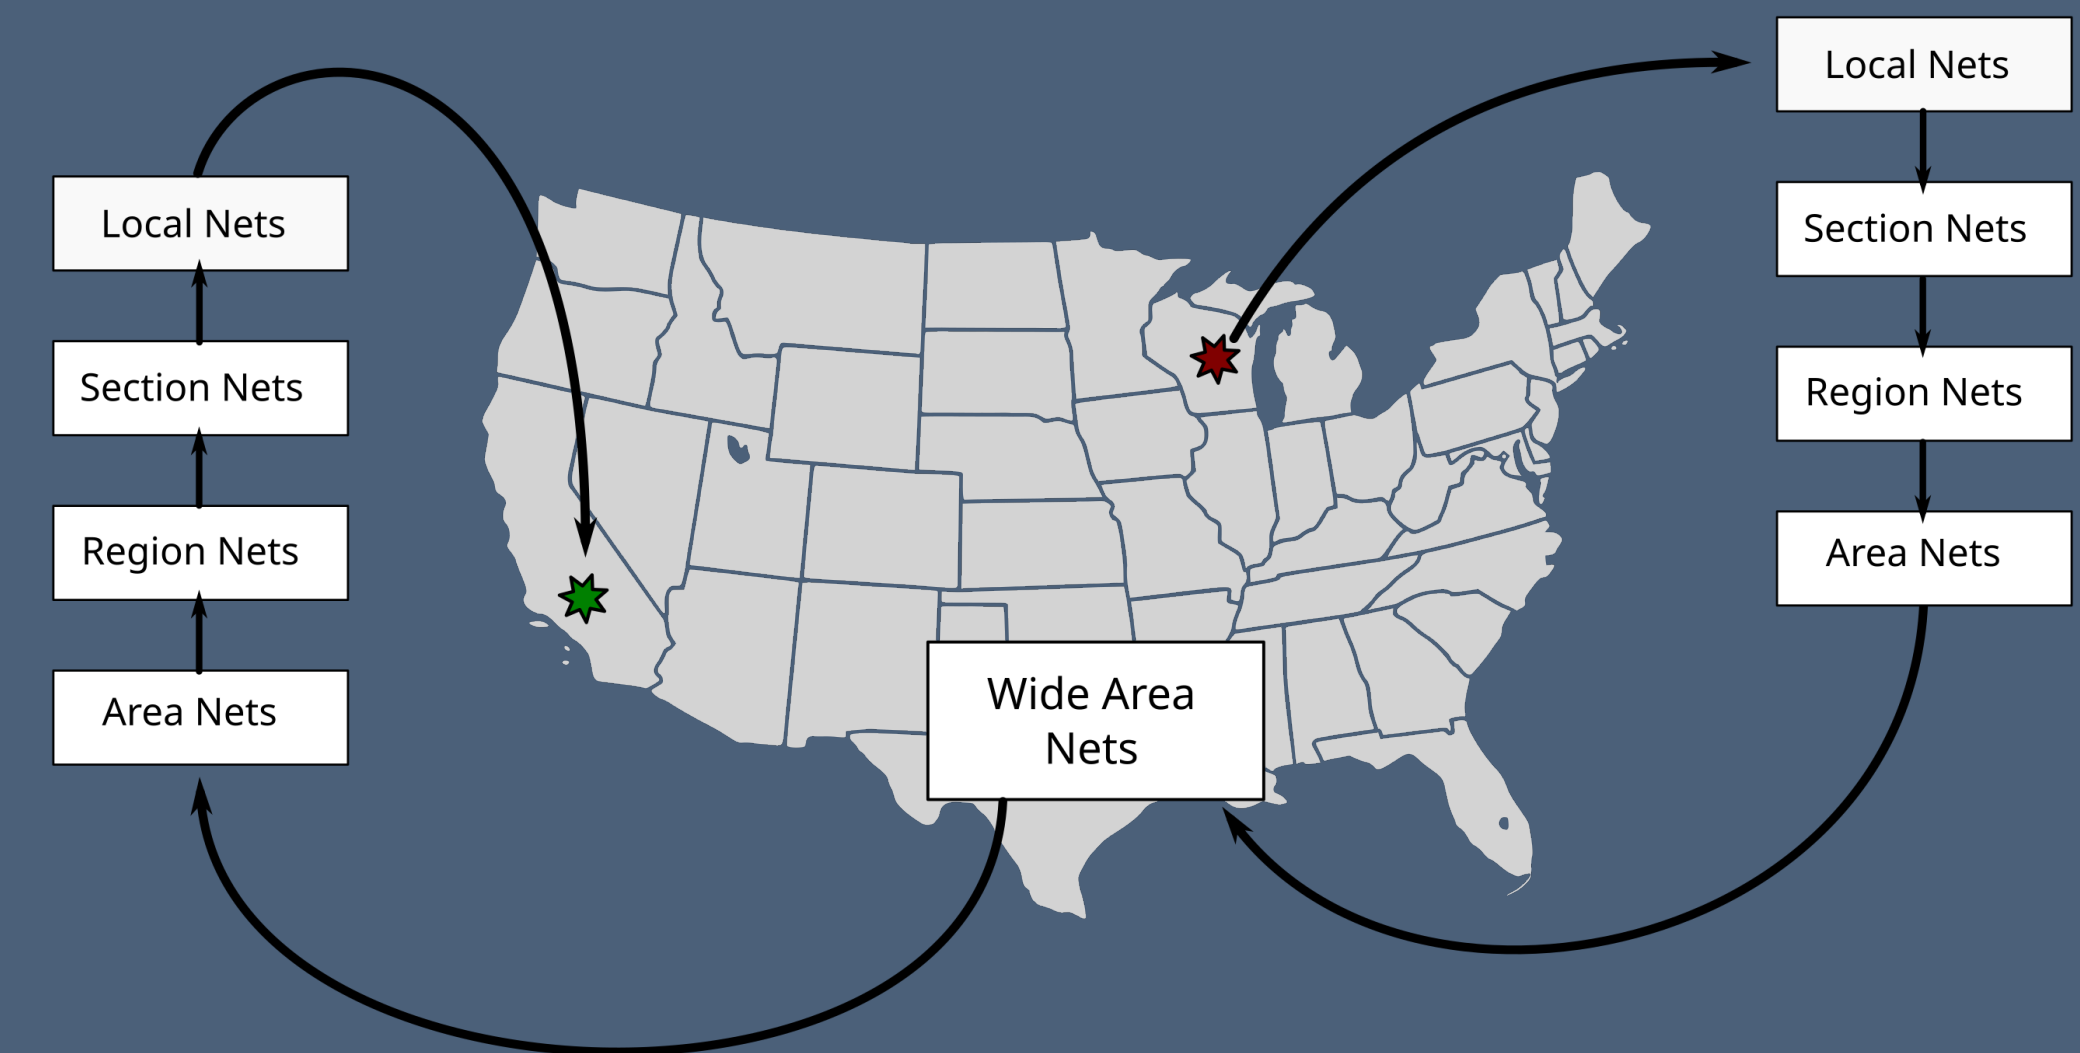 Local Nets
Section Nets
Region Nets
Area Nets
Wide Area
Nets
Local Nets
Section Nets
Region Nets
Area Nets